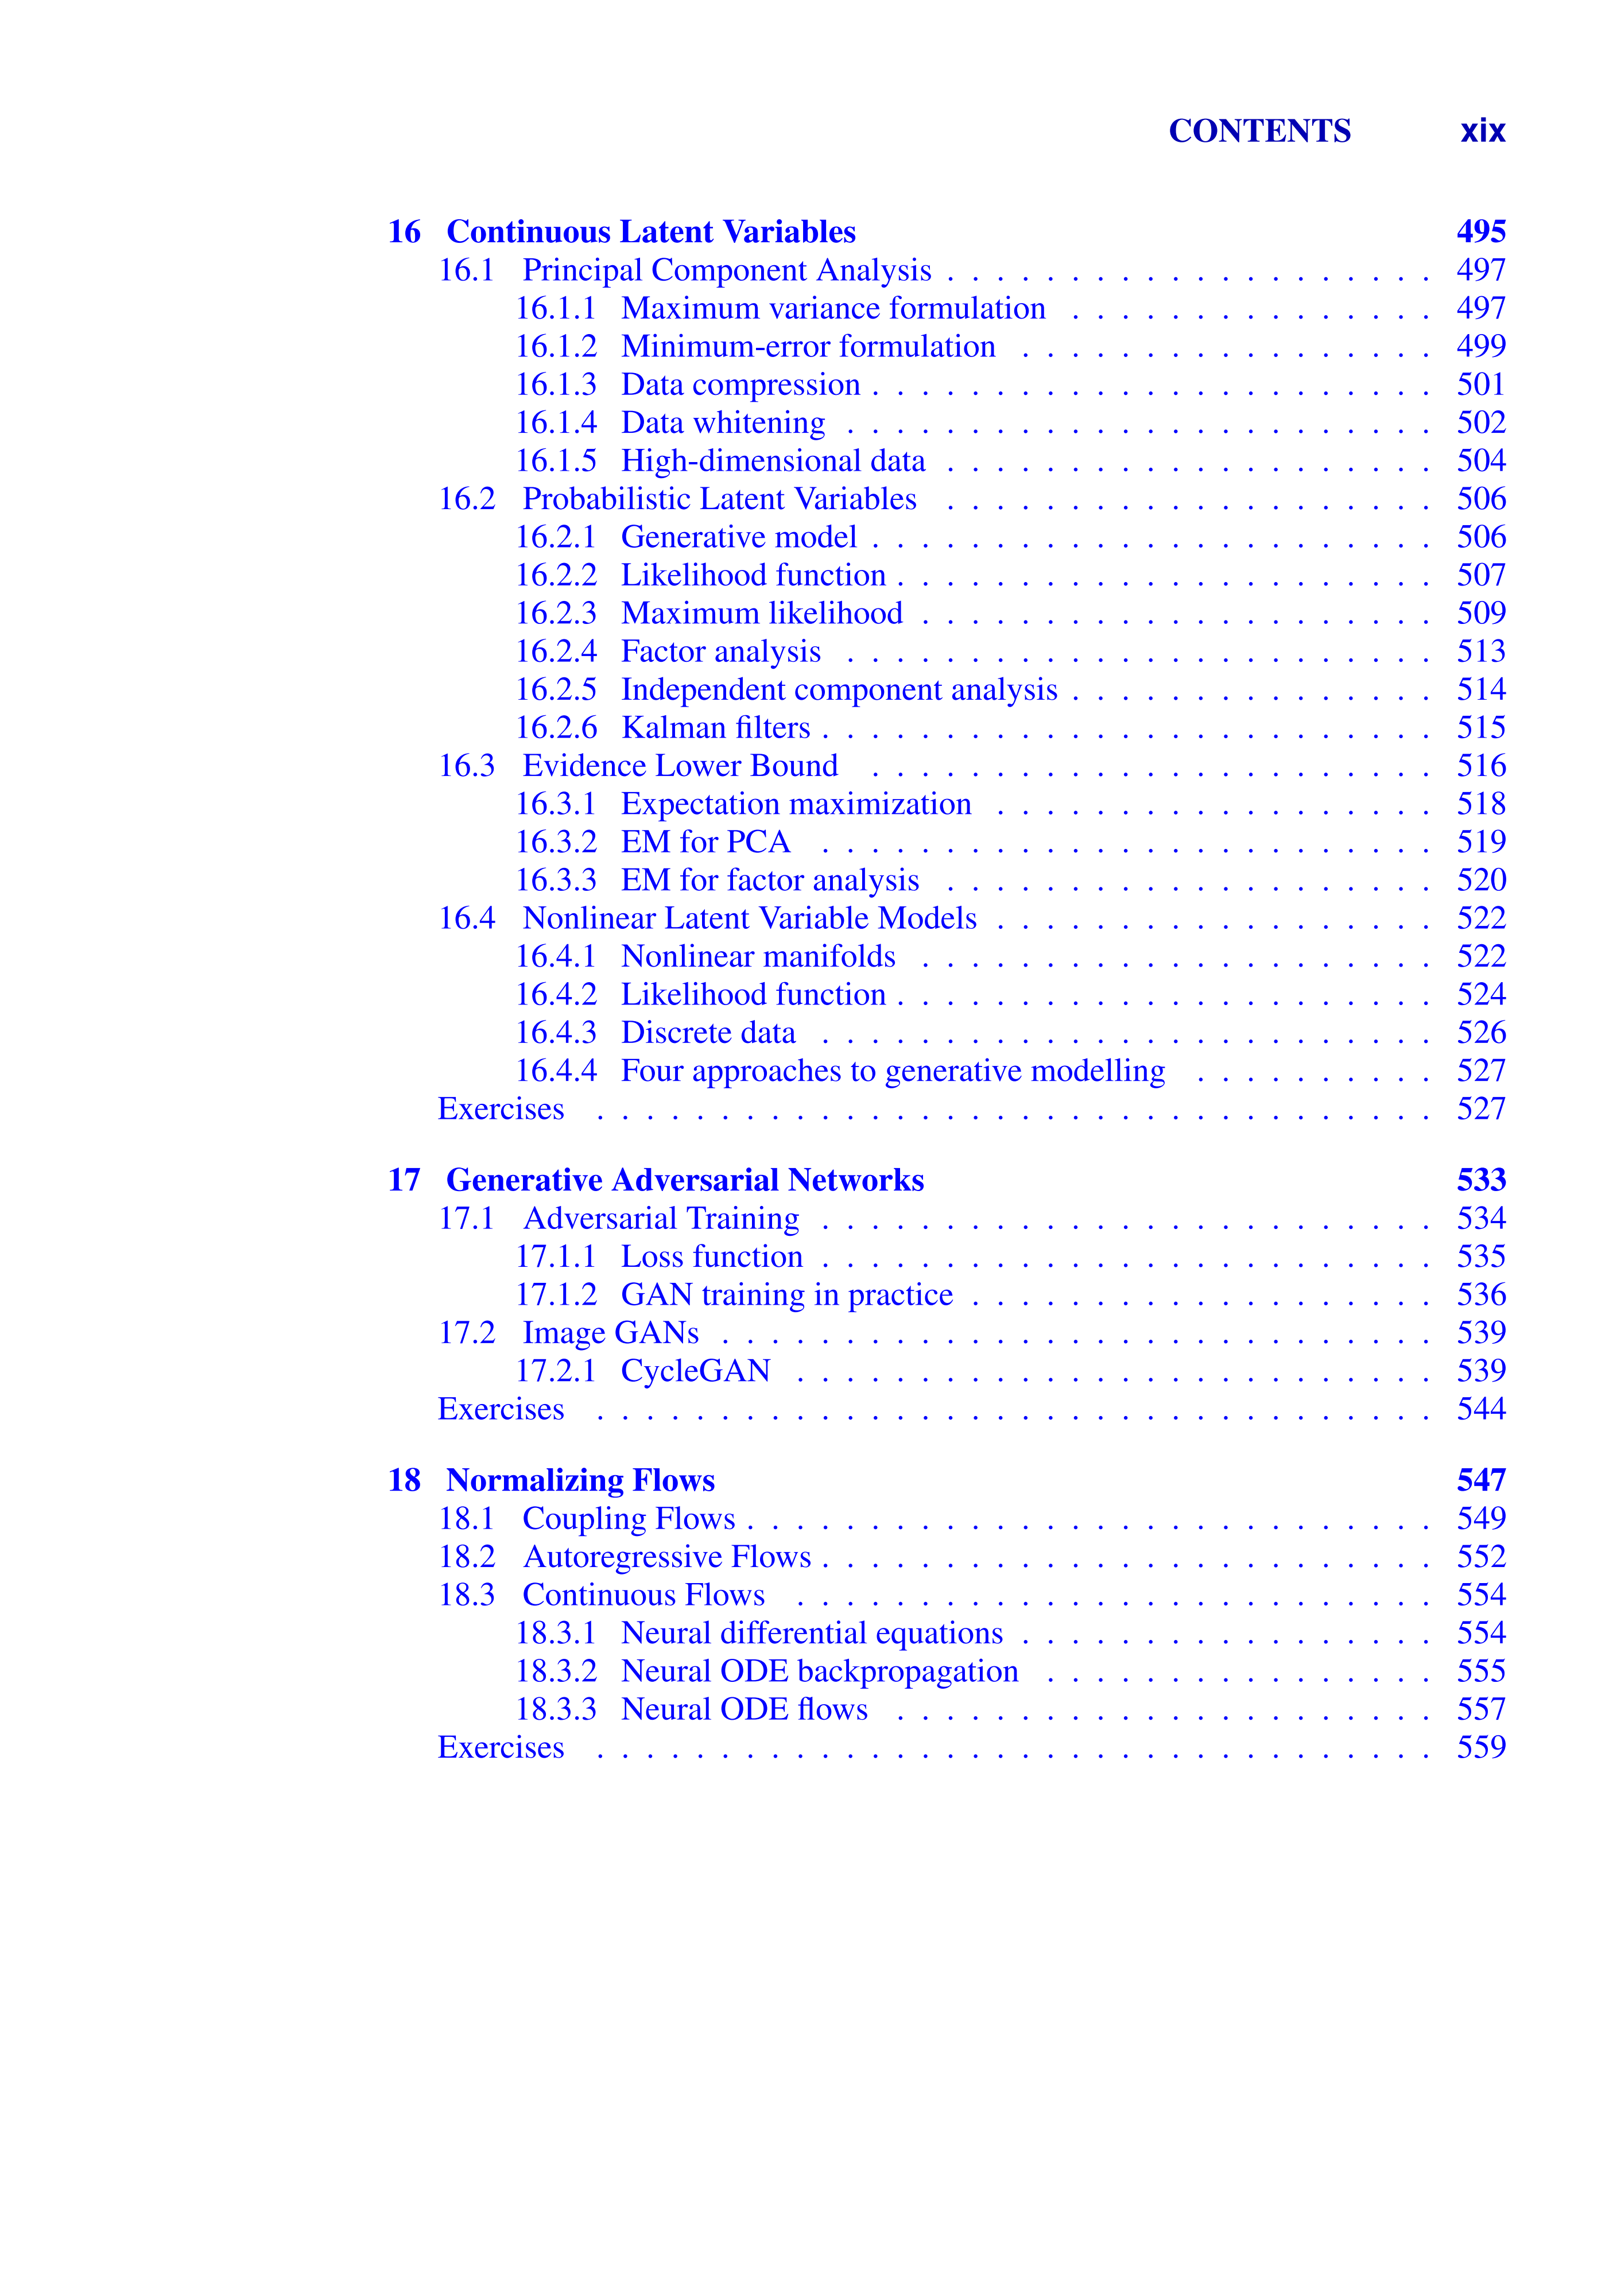 CONTENTS xix
16 Continuous Latent Variables 495
16.1 Principal Component Analysis . . . . . . . . . . . . . . . . . . . . 497
16.1.1 Maximum variance formulation . . . . . . . . . . . . . . . 497
16.1.2 Minimum-error formulation . . . . . . . . . . . . . . . . . 499
16.1.3 Data compression . . . . . . . . . . . . . . . . . . . . . . . 501
16.1.4 Data whitening . . . . . . . . . . . . . . . . . . . . . . . . 502
16.1.5 High-dimensional data . . . . . . . . . . . . . . . . . . . . 504
16.2 Probabilistic Latent Variables . . . . . . . . . . . . . . . . . . . . 506
16.2.1 Generative model . . . . . . . . . . . . . . . . . . . . . . . 506
16.2.2 Likelihood function . . . . . . . . . . . . . . . . . . . . . . 507
16.2.3 Maximum likelihood . . . . . . . . . . . . . . . . . . . . . 509
16.2.4 Factor analysis . . . . . . . . . . . . . . . . . . . . . . . . 513
16.2.5 Independent component analysis . . . . . . . . . . . . . . . 514
16.2.6 Kalman filters . . . . . . . . . . . . . . . . . . . . . . . . . 515
16.3 Evidence Lower Bound . . . . . . . . . . . . . . . . . . . . . . . 516
16.3.1 Expectation maximization . . . . . . . . . . . . . . . . . . 518
16.3.2 EM for PCA . . . . . . . . . . . . . . . . . . . . . . . . . 519
16.3.3 EM for factor analysis . . . . . . . . . . . . . . . . . . . . 520
16.4 Nonlinear Latent Variable Models . . . . . . . . . . . . . . . . . . 522
16.4.1 Nonlinear manifolds . . . . . . . . . . . . . . . . . . . . . 522
16.4.2 Likelihood function . . . . . . . . . . . . . . . . . . . . . . 524
16.4.3 Discrete data . . . . . . . . . . . . . . . . . . . . . . . . . 526
16.4.4 Four approaches to generative modelling . . . . . . . . . . 527
Exercises . . . . . . . . . . . . . . . . . . . . . . . . . . . . . . . . . . 527
17 Generative Adversarial Networks 533
17.1 Adversarial Training . . . . . . . . . . . . . . . . . . . . . . . . . 534
17.1.1 Loss function . . . . . . . . . . . . . . . . . . . . . . . . . 535
17.1.2 GAN training in practice . . . . . . . . . . . . . . . . . . . 536
17.2 Image GANs . . . . . . . . . . . . . . . . . . . . . . . . . . . . . 539
17.2.1 CycleGAN . . . . . . . . . . . . . . . . . . . . . . . . . . 539
Exercises . . . . . . . . . . . . . . . . . . . . . . . . . . . . . . . . . . 544
18 Normalizing Flows 547
18.1 Coupling Flows . . . . . . . . . . . . . . . . . . . . . . . . . . . . 549
18.2 Autoregressive Flows . . . . . . . . . . . . . . . . . . . . . . . . . 552
18.3 Continuous Flows . . . . . . . . . . . . . . . . . . . . . . . . . . 554
18.3.1 Neural differential equations . . . . . . . . . . . . . . . . . 554
18.3.2 Neural ODE backpropagation . . . . . . . . . . . . . . . . 555
18.3.3 Neural ODE flows . . . . . . . . . . . . . . . . . . . . . . 557
Exercises . . . . . . . . . . . . . . . . . . . . . . . . . . . . . . . . . . 559